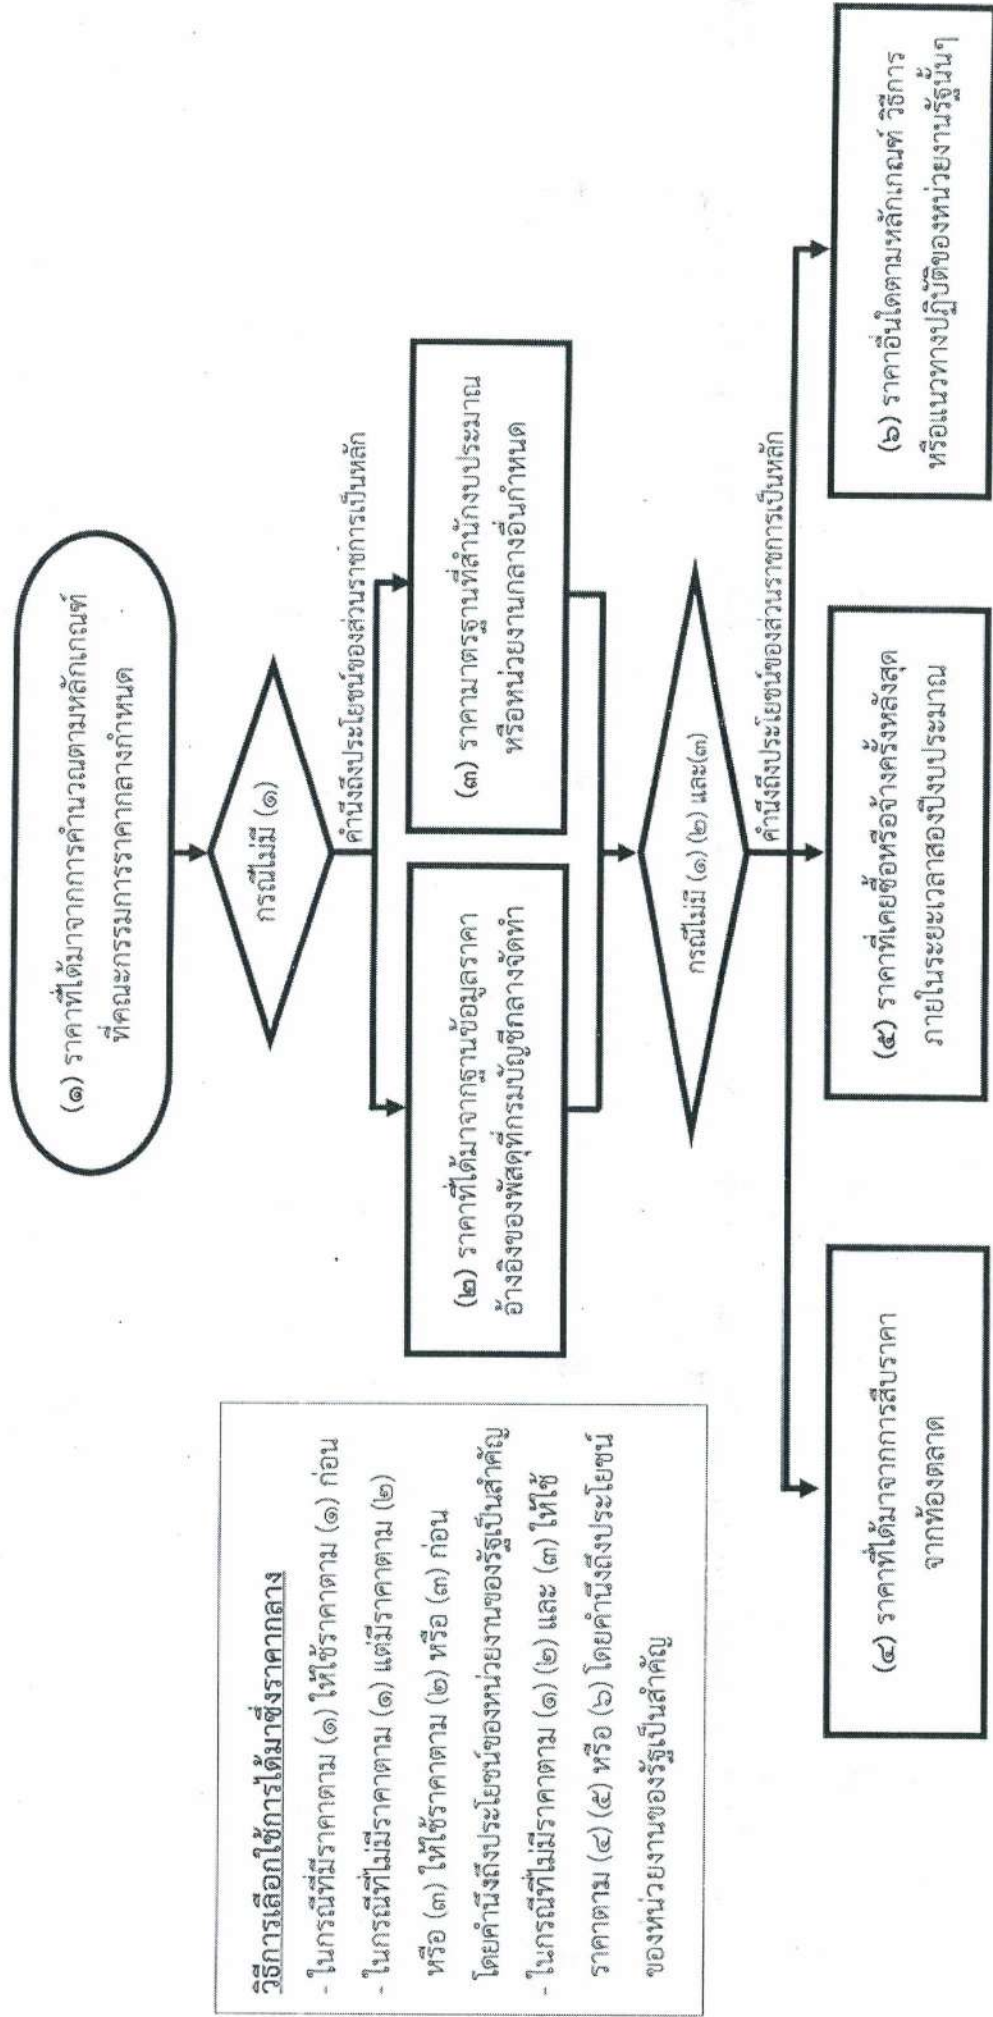 (๑) ราคาที่ได้มาจากการคำนวณตามหลักเกณฑ์
ที่คณะกรรมการราคากลางกำหนด
กรณีไม่มี (๑)
คำนึงถึงประโยชน์ของส่วนราชการเป็นหลัก
(๒) ราคาที่ได้มาจากฐานข้อมูลราคา
อ้างอิงของพัสดุที่กรมบัญชีกลางจัดทำ
(๓) ราคามาตรฐานที่สำนักงบประมาณ
หรือหน่วยงานกลางอื่นกำหนด
กรณีไม่มี (๑) (๒) และ(๓)
คำนึงถึงประโยชน์ของส่วนราชการเป็นหลัก
(๔) ราคาที่ได้มาจากการสืบราคา
จากท้องตลาด
(๕) ราคาที่เคยซื้อหรือจ้างครั้งหลังสุด
ภายในระยะเวลาสองปีงบประมาณ
(๖) ราคาอื่นใดตามหลักเกณฑ์ วิธีการ
หรือแนวทางปฏิบัติของหน่วยงานรัฐนั้นๆ
วิธีการเลือกใช้การได้มาซึ่งราคากลาง
- ในกรณีที่มีราคาตาม (๑) ให้ใช้ราคาตาม (๑) ก่อน
- ในกรณีที่ไม่มีราคาตาม (๑) แต่มีราคาตาม (๒)
หรือ (๓) ให้ใช้ราคาตาม (๒) หรือ (๓) ก่อน
โดยคำนึงถึงประโยชน์ของหน่วยงานของรัฐเป็นสำคัญ
- ในกรณีที่ไม่มีราคาตาม (๑) (๒) และ (๓) ให้ใช้
ราคาตาม (๔) (๕) หรือ (๖) โดยคำนึงถึงประโยชน์
ของหน่วยงานของรัฐเป็นสำคัญ